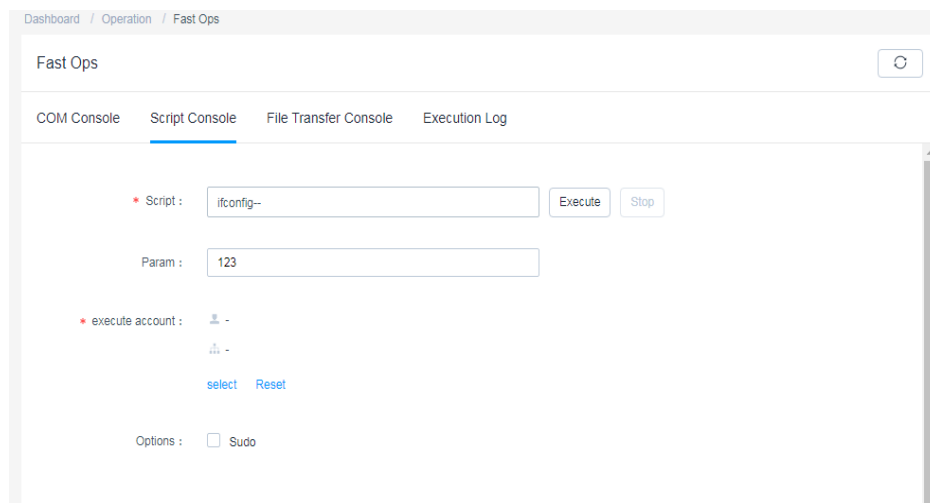 Dashboard / Operation / Fast Ops
Fast Ops
COM Console Script Console File Transfer Console Execution Log
* Script : ifconfig-- Execute Stop
Param : 123
* execute account : -
-
select Reset
Options : Sudo